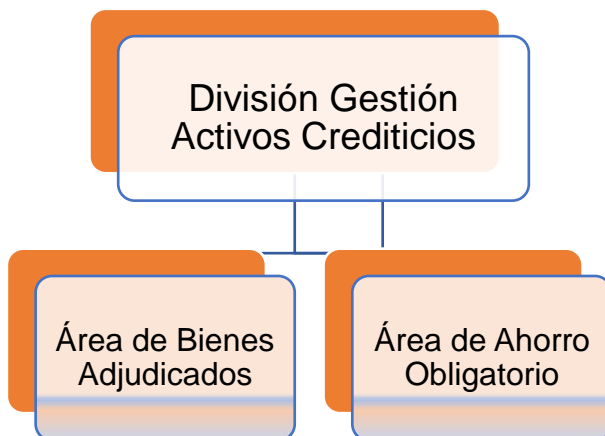 División Gestión
Activos Crediticios
Área de Bienes
Adjudicados
Área de Ahorro
Obligatorio